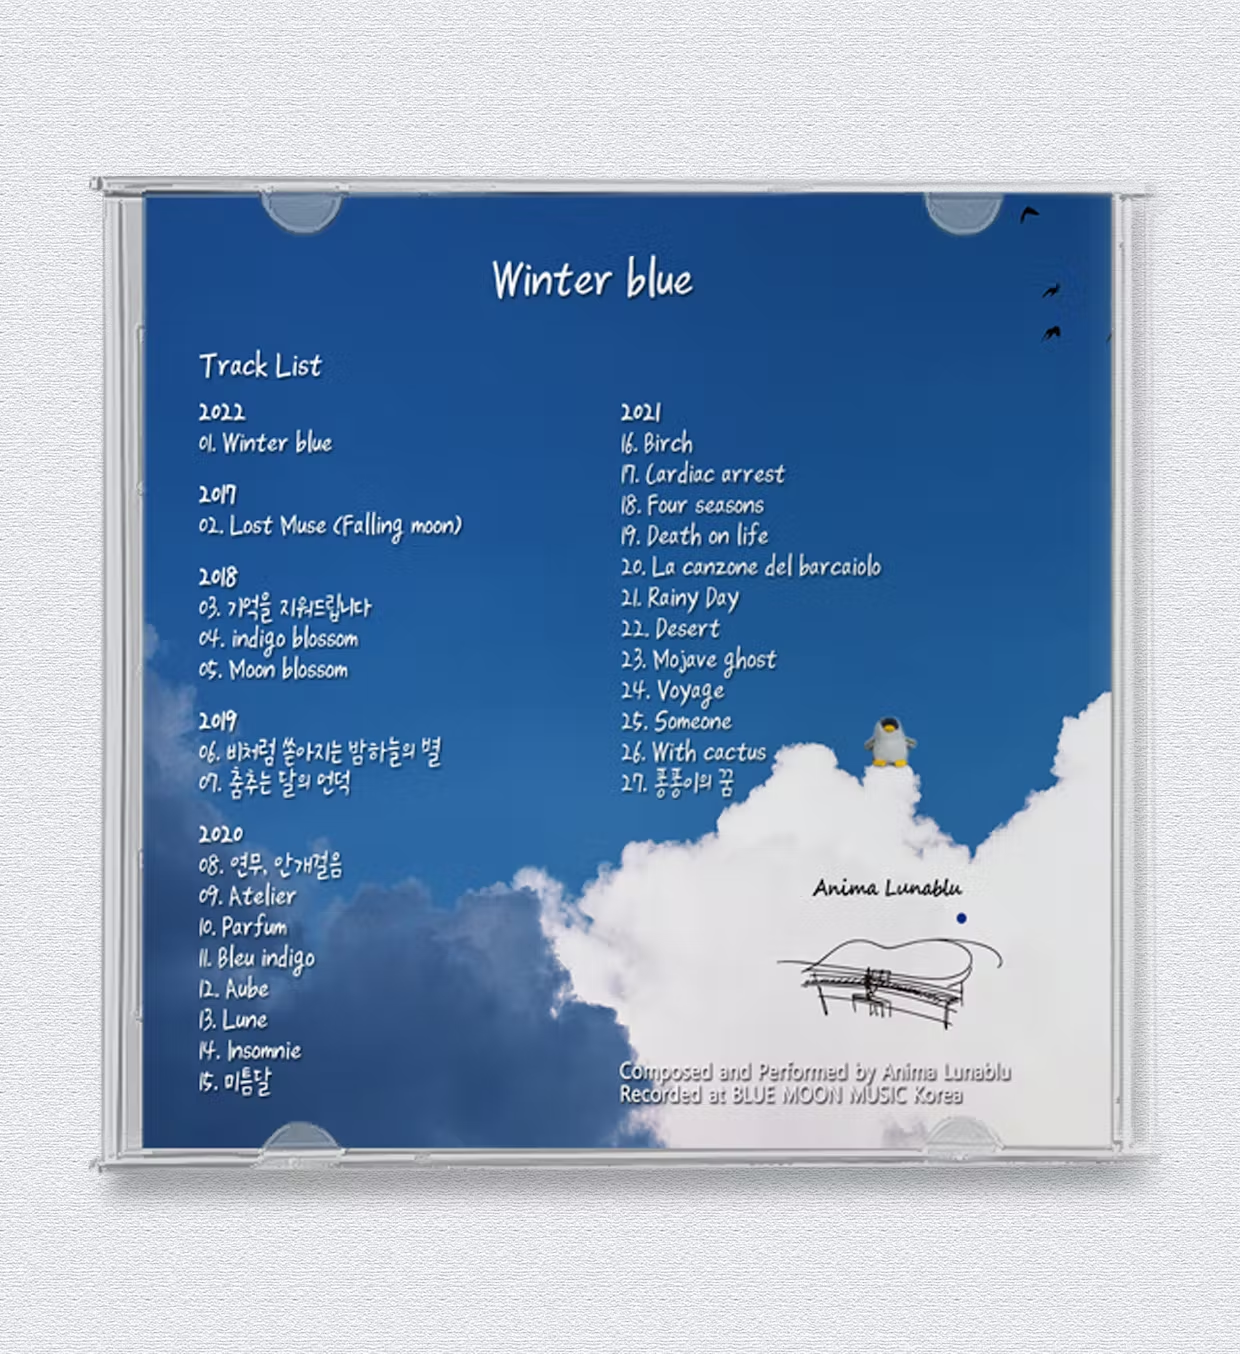 Winter blue
Track List
2022
01. Winter blue
2017
02. Lost Muse (Falling moon)
2018
03. 기억을 지워드립니다
04. indigo blossom
05. Moon blossom
2019
06. 비처럼 쏟아지는 밤하늘의 별
07. 춤추는 달의 언덕
2020
08. 연무, 안개걸음
09. Atelier
10. Parfum
11. Bleu indigo
12. Aube
13. Lune
14. Insomnie
15. 미틈달
2021
16. Birch
17. Cardiac arrest
18. Four seasons
19. Death on life
20. La canzone del barcaiolo
21. Rainy Day
22. Desert
23. Mojave ghost
24. Voyage
25. Someone
26. With cactus
27. 퐁퐁이의 꿈
Anima Lunablu
Composed and Performed by Anima Lunablu
Recorded at BLUE MOON MUSIC Korea